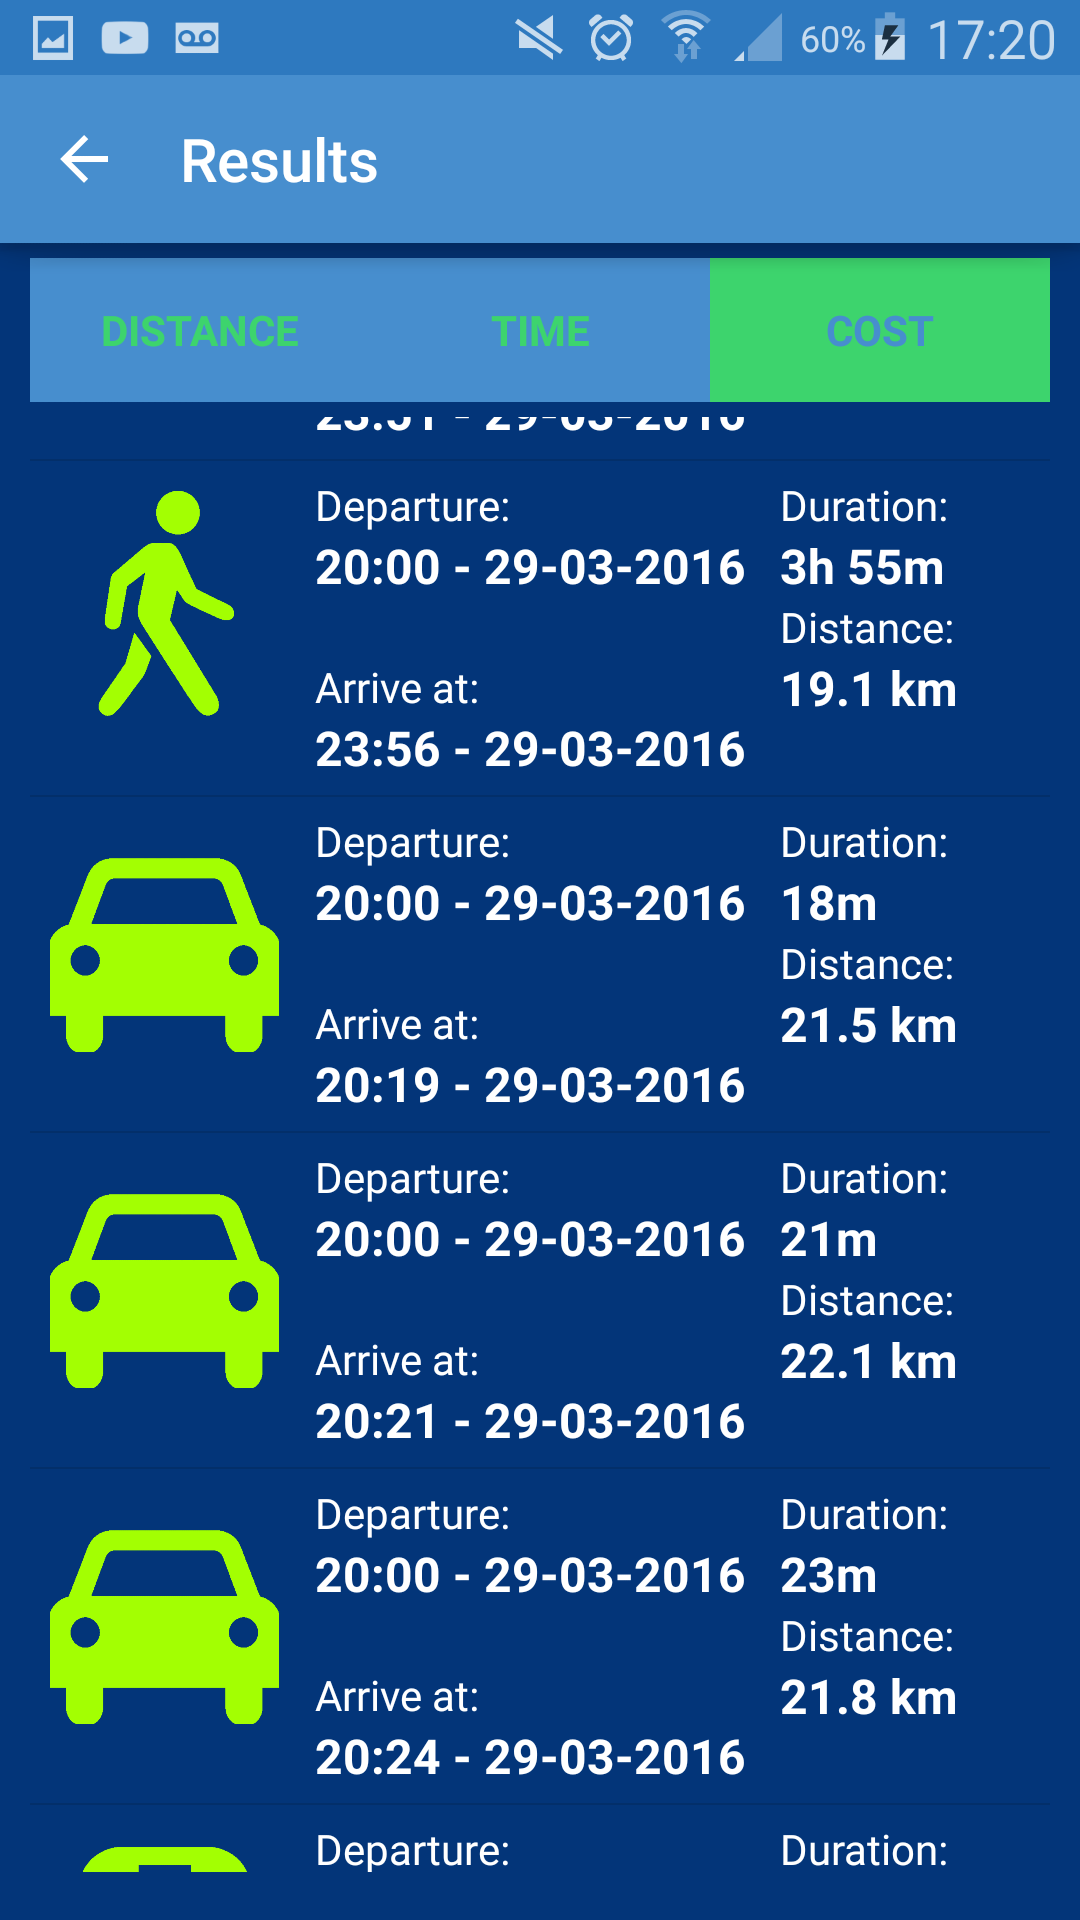 60% 17:20
Results
DISTANCE TIME COST
Departure: Duration:
20:00 - 29-03-2016 3h 55m
Distance:
Arrive at: 19.1 km
23:56 - 29-03-2016
Departure: Duration:
20:00 - 29-03-2016 18m
Distance:
Arrive at: 21.5 km
20:19 - 29-03-2016
Departure: Duration:
20:00 - 29-03-2016 21m
Distance:
Arrive at: 22.1 km
20:21 - 29-03-2016
Departure: Duration:
20:00 - 29-03-2016 23m
Distance:
Arrive at: 21.8 km
20:24 - 29-03-2016
Departure: Duration: